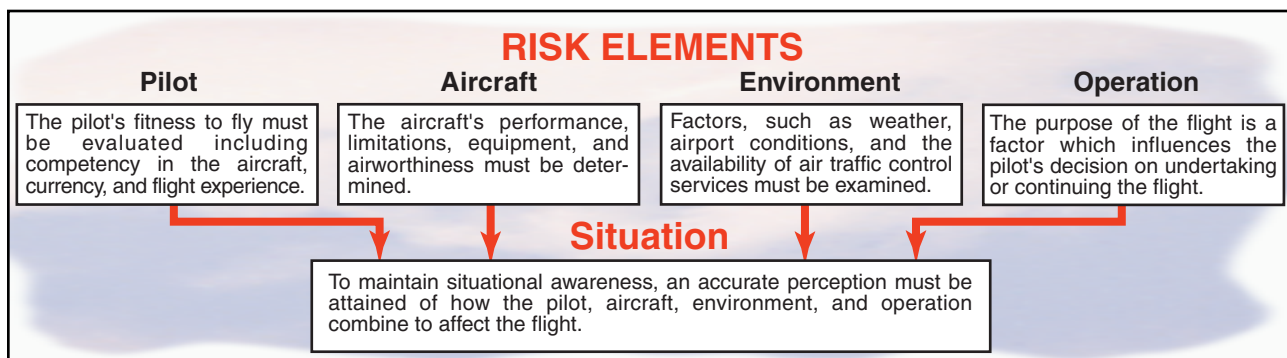 RISK ELEMENTS
Pilot
The pilot's fitness to fly must
be evaluated including
competency in the aircraft,
currency, and flight experience.
Aircraft
The aircraft's performance,
limitations, equipment, and
airworthiness must be deter-
mined.
Environment
Factors, such as weather,
airport conditions, and the
availability of air traffic control
services must be examined.
Operation
The purpose of the flight is a
factor which influences the
pilot's decision on undertaking
or continuing the flight.
Situation
To maintain situational awareness, an accurate perception must be
attained of how the pilot, aircraft, environment, and operation
combine to affect the flight.